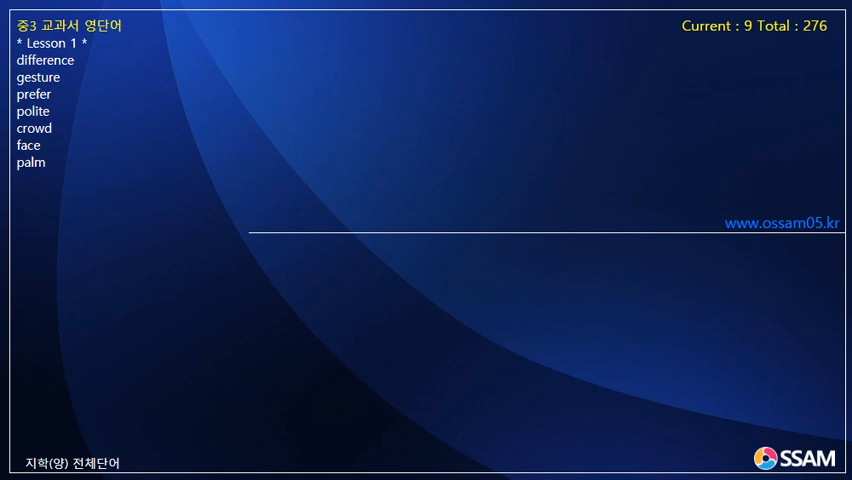 중3 교과서 영단어
Current : 9 Total : 276
* Lesson 1 *
difference
gesture
prefer
polite
crowd
face
palm
www.ossam05.kr
지학(양) 전체단어
OSSAM